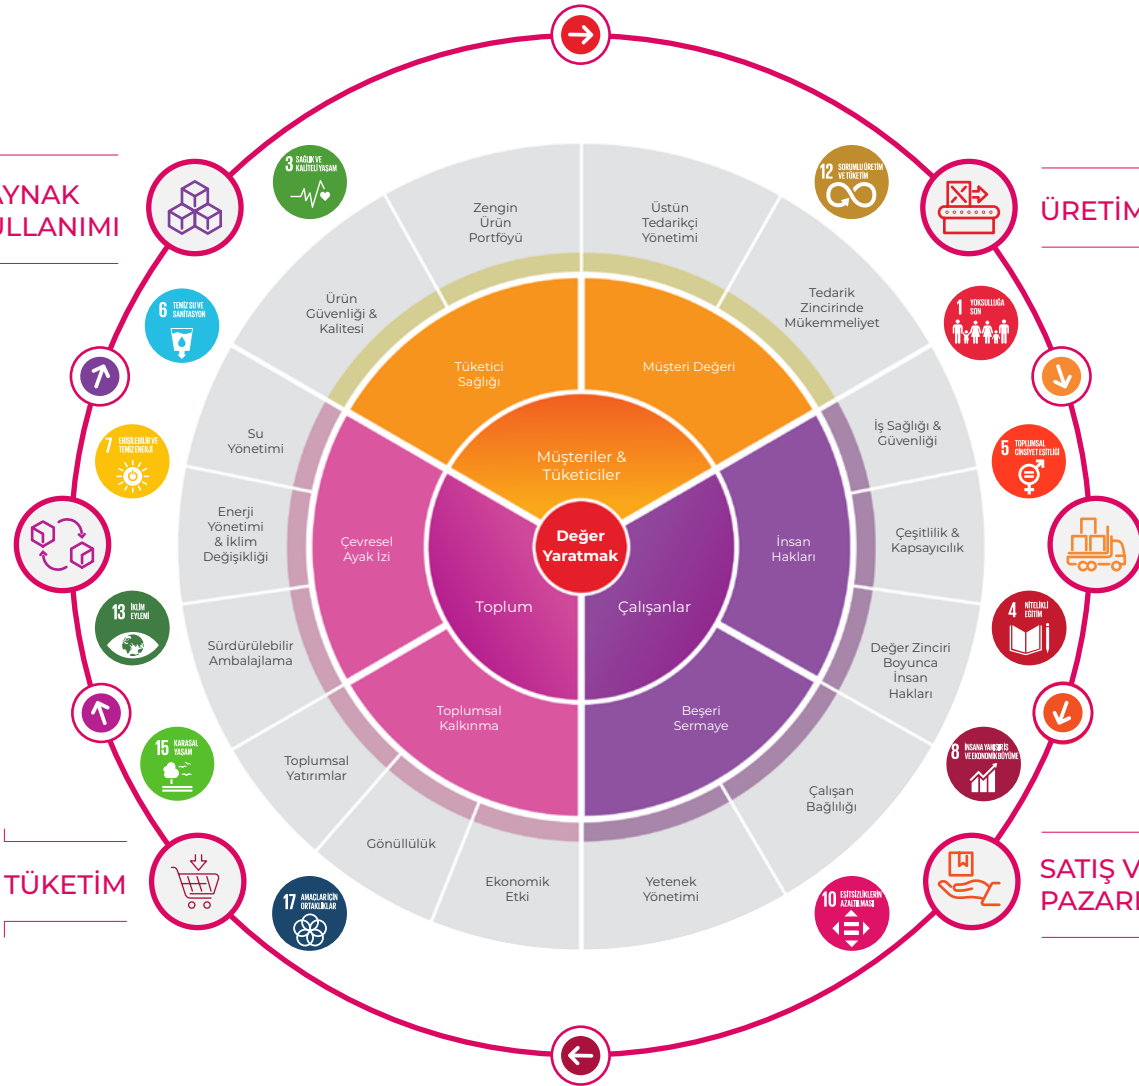 3 SAĞLIK VE
KALİTELİ YAŞAM
12 SORUMLU ÜRETİM
VE TÜKETİM
ÜRETİM
Zengin
Ürün
Portföyü
Üstün
Tedarikçi
Yönetimi
Ürün
Güvenliği &
Kalitesi
Tedarik
Zincirinde
Mükemmeliyet
6 TEMİZ SU VE
SANİTASYON
1 YOKSULLUĞA
SON
Tüketici
Sağlığı
Müşteri Değeri
Su
Yönetimi
İş Sağlığı &
Güvenliği
7 ERİŞİLEBİLİR VE
TEMİZ ENERJİ
5 TOPLUMSAL
CİNSİYET EŞİTLİĞİ
Müşteriler &
Tüketiciler
Enerji
Yönetimi
& İklim
Değişikliği
Çevresel
Ayak İzi
Değer
Yaratmak
İnsan
Hakları
Çeşitlilik &
Kapsayıcılık
13 İKLİM
EYLEMİ
Toplum
Çalışanlar
4 NİTELİKLİ
EĞİTİM
Sürdürülebilir
Ambalajlama
Değer Zinciri
Boyunca
İnsan
Hakları
Toplumsal
Kalkınma
Beşeri
Sermaye
15 KARASAL
YAŞAM
8 İNSANA YAKIŞIR İŞ
VE EKONOMİK BÜYÜME
Toplumsal
Yatırımlar
Çalışan
Bağlılığı
Gönüllülük
Ekonomik
Etki
Yetenek
Yönetimi
TÜKETİM
17 AMAÇLAR İÇİN
ORTAKLIKLAR
10 EŞİTSİZLİKLERİN
AZALTILMASI
SATIŞ